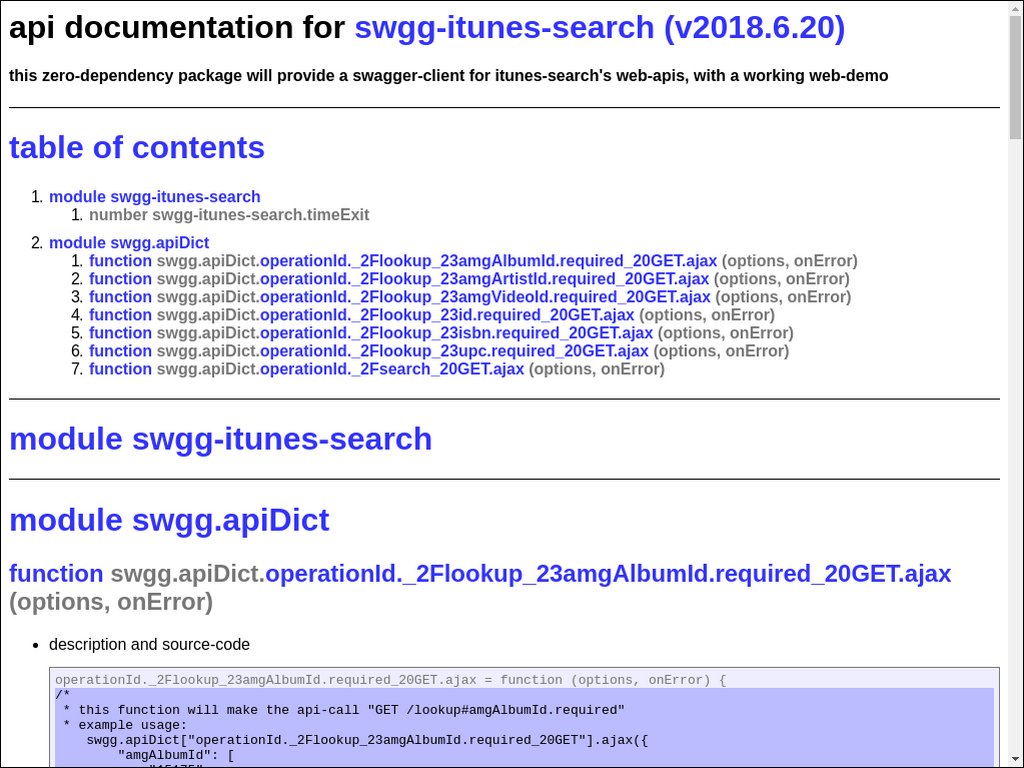 api documentation for swgg-itunes-search (v2018.6.20)
this zero-dependency package will provide a swagger-client for itunes-search's web-apis, with a working web-demo
table of contents
1. module swgg-itunes-search
1. number swgg-itunes-search.timeExit
2. module swgg.apiDict
1. function swgg.apiDict.operationId._2Flookup_23amgAlbumId.required_20GET.ajax (options, onError)
2. function swgg.apiDict.operationId._2Flookup_23amgArtistId.required_20GET.ajax (options, onError)
3. function swgg.apiDict.operationId._2Flookup_23amgVideoId.required_20GET.ajax (options, onError)
4. function swgg.apiDict.operationId._2Flookup_23id.required_20GET.ajax (options, onError)
5. function swgg.apiDict.operationId._2Flookup_23isbn.required_20GET.ajax (options, onError)
6. function swgg.apiDict.operationId._2Flookup_23upc.required_20GET.ajax (options, onError)
7. function swgg.apiDict.operationId._2Fsearch_20GET.ajax (options, onError)
module swgg-itunes-search
module swgg.apiDict
function swgg.apiDict.operationId._2Flookup_23amgAlbumId.required_20GET.ajax
(options, onError)
• description and source-code
operationId._2Flookup_23amgAlbumId.required_20GET.ajax = function (options, onError) {
/*
* this function will make the api-call "GET /lookup#amgAlbumId.required"
* example usage:
swgg.apiDict["operationId._2Flookup_23amgAlbumId.required_20GET"].ajax({
"amgAlbumId": [